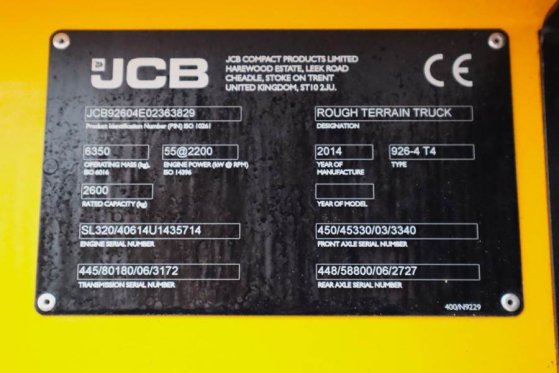 JCB
JCB COMPACT PRODUCTS LIMITED
HAREWOOD ESTATE, LEEK ROAD
CHEADLE, STOKE ON TRENT
UNITED KINGDOM, ST10 2JU.
CE
JCB92604E02363829
Product Identification Number (PIN) ISO 10261
ROUGH TERRAIN TRUCK
DESIGNATION
6350
OPERATING MASS (kg),
ISO 6016
55@2200
ENGINE POWER (kW @ RPM)
ISO 14396
2014
YEAR OF
MANUFACTURE
926-4 T4
TYPE
2600
RATED CAPACITY (kg)
YEAR OF MODEL
SL320/40614U1435714
ENGINE SERIAL NUMBER
450/45330/03/3340
FRONT AXLE SERIAL NUMBER
445/80180/06/3172
TRANSMISSION SERIAL NUMBER
448/58800/06/2727
REAR AXLE SERIAL NUMBER
400/N9229